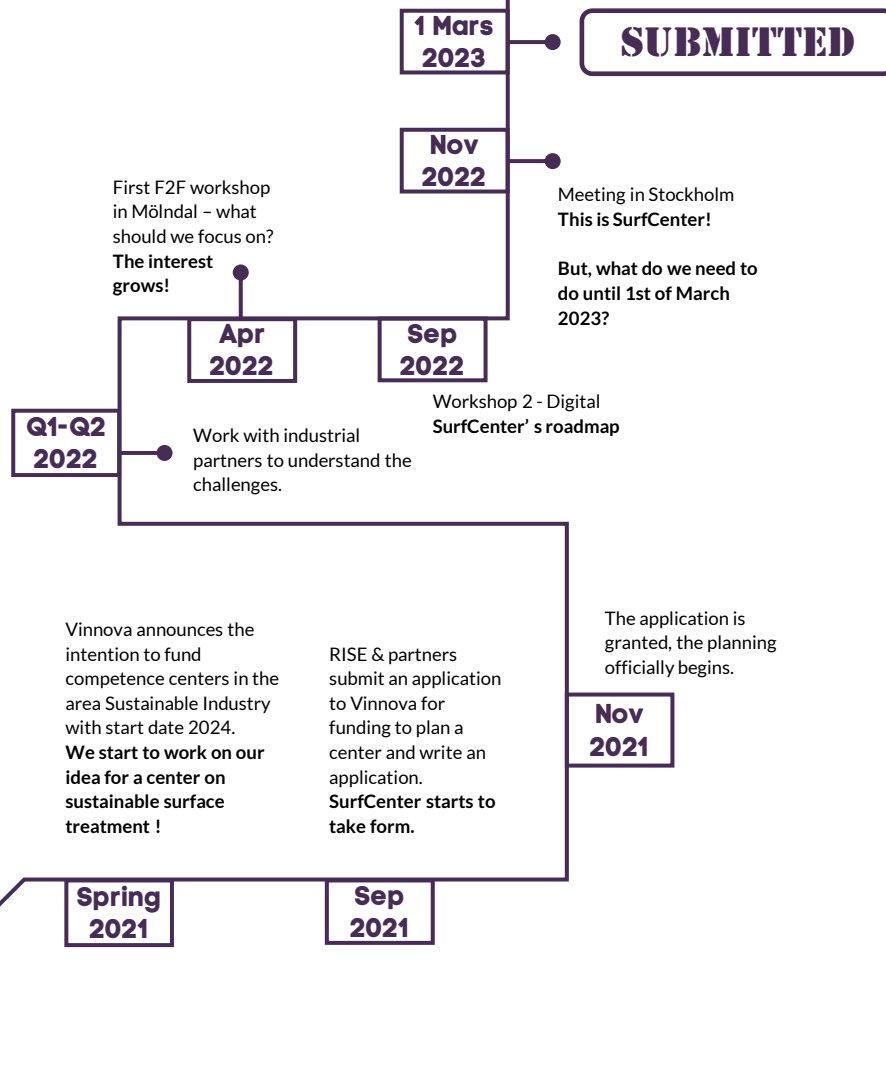 1 Mars
2023
SUBMITTED
Nov
2022
Meeting in Stockholm
This is SurfCenter!
But, what do we need to
do until 1st of March
2023?
First F2F workshop
in Mölndal – what
should we focus on?
The interest
grows!
Apr
2022
Sep
2022
Workshop 2 - Digital
SurfCenter’ s roadmap
Q1-Q2
2022
Work with industrial
partners to understand the
challenges.
The application is
granted, the planning
officially begins.
Nov
2021
Vinnova announces the
intention to fund
competence centers in the
area Sustainable Industry
with start date 2024.
We start to work on our
idea for a center on
sustainable surface
treatment !
RISE & partners
submit an application
to Vinnova for
funding to plan a
center and write an
application.
SurfCenter starts to
take form.
Spring
2021
Sep
2021